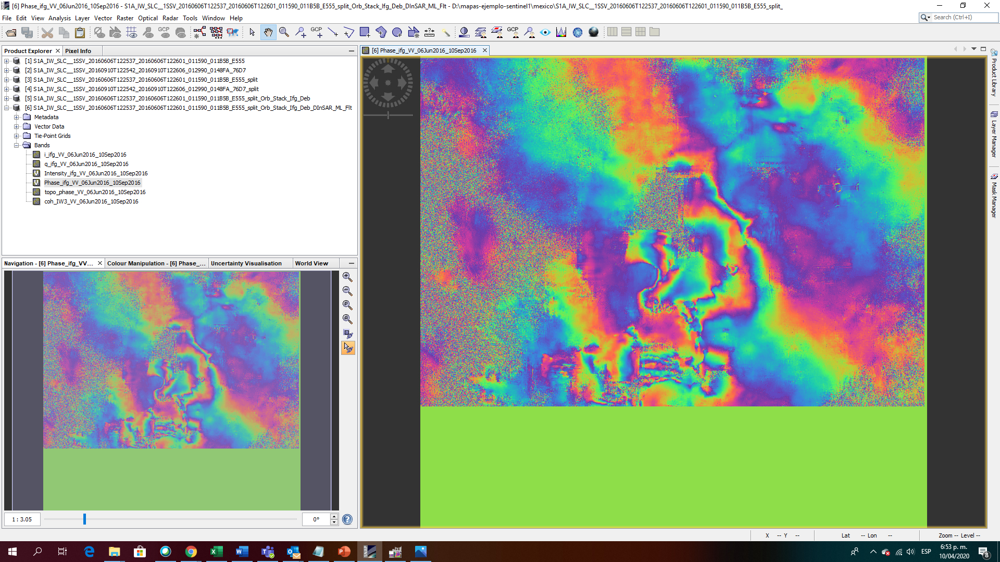 [6] Phase_ifg_VV_06Jun2016_10Sep2016 - S1A_IW_SLC__1SSV_20160606T122537_20160606T122601_011590_011B5B_E555_split_Orb_Stack_Ifg_Deb_DInSAR_ML_Flt - D:\mapas-ejemplo-sentinel1\mexico\S1A_IW_SLC__1SSV_20160606T122537_20160606T122601_011590_011B5B_E555_split_
File Edit View Analysis Layer Vector Raster Optical Radar Tools Window Help
Search (Ctrl+I)
GCP GCP GCP
Product Explorer Pixel Info
[6] Phase_ifg_VV_06Jun2016_10Sep2016
[1] S1A_IW_SLC__1SSV_20160606T122537_20160606T122601_011590_011B5B_E555
[2] S1A_IW_SLC__1SSV_20160910T122542_20160910T122606_012990_0148FA_76D7
[3] S1A_IW_SLC__1SSV_20160606T122537_20160606T122601_011590_011B5B_E555_split
[4] S1A_IW_SLC__1SSV_20160910T122542_20160910T122606_012990_0148FA_76D7_split
[5] S1A_IW_SLC__1SSV_20160606T122537_20160606T122601_011590_011B5B_E555_split_Orb_Stack_Ifg_Deb
[6] S1A_IW_SLC__1SSV_20160606T122537_20160606T122601_011590_011B5B_E555_split_Orb_Stack_Ifg_Deb_DInSAR_ML_Flt
Metadata
Vector Data
Tie-Point Grids
Bands
i_ifg_VV_06Jun2016_10Sep2016
q_ifg_VV_06Jun2016_10Sep2016
Intensity_ifg_VV_06Jun2016_10Sep2016
Phase_ifg_VV_06Jun2016_10Sep2016
topo_phase_VV_06Jun2016_10Sep2016
coh_IW3_VV_06Jun2016_10Sep2016
Product Library
Layer Manager
Mask Manager
Navigation - [6] Phase_ifg_VV... Colour Manipulation - [6] Phase_... Uncertainty Visualisation World View
1 : 3.05
0°
X -- Y -- Lat -- Lon -- Zoom -- Level --
SNAP
ESP
6:53 p. m.
10/04/2020
8